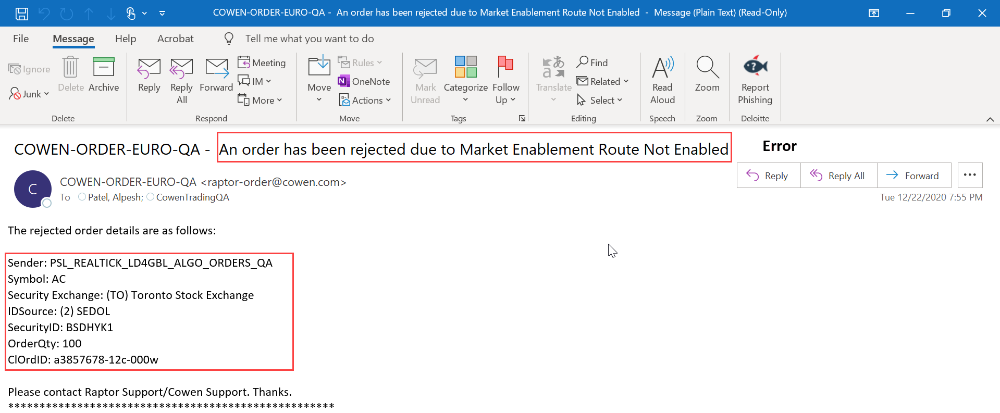 COWEN-ORDER-EURO-QA - An order has been rejected due to Market Enablement Route Not Enabled - Message (Plain Text) (Read-Only)
File Message Help Acrobat Tell me what you want to do
Ignore
Junk
Delete
Archive
Delete
Reply
Reply All
Forward
Meeting
IM
More
Respond
Move
Rules
OneNote
Actions
Move
Mark Unread
Categorize
Follow Up
Tags
Translate
Find
Related
Select
Editing
Read Aloud
Speech
Zoom
Zoom
Report Phishing
Deloitte
COWEN-ORDER-EURO-QA - An order has been rejected due to Market Enablement Route Not Enabled
Error
C
COWEN-ORDER-EURO-QA <raptor-order@cowen.com>
To Patel, Alpesh; CowenTradingQA
Reply Reply All Forward ...
Tue 12/22/2020 7:55 PM
The rejected order details are as follows:
Sender: PSL_REALTICK_LD4GBL_ALGO_ORDERS_QA
Symbol: AC
Security Exchange: (TO) Toronto Stock Exchange
IDSource: (2) SEDOL
SecurityID: BSDHYK1
OrderQty: 100
ClOrdID: a3857678-12c-000w
Please contact Raptor Support/Cowen Support. Thanks.
****************************************************